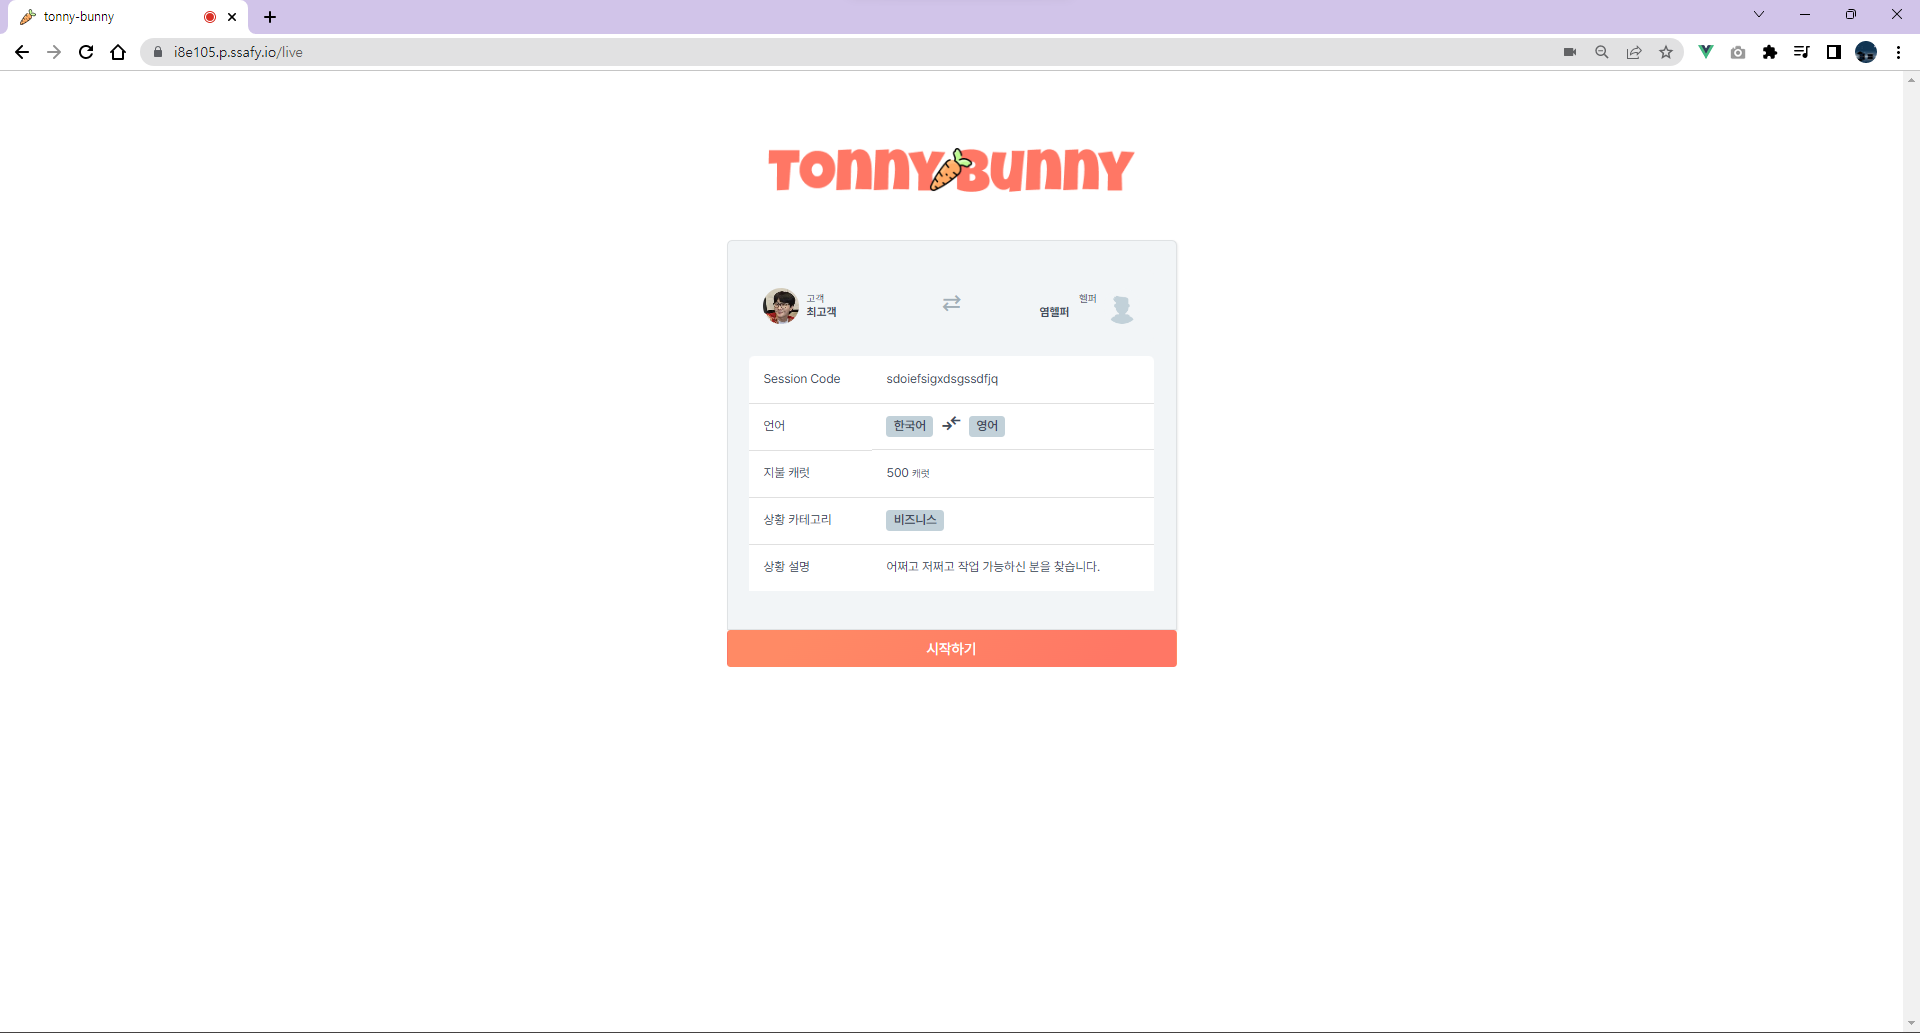 tonny-bunny
i8e105.p.ssafy.io/live
TONNY BUNNY
고객
최고객
헬퍼
염헬퍼
Session Code sdoiefsigxdsgssdfjq
언어 한국어 영어
지불 캐럿 500 캐럿
상황 카테고리 비즈니스
상황 설명 어쩌고 저쩌고 작업 가능하신 분을 찾습니다.
시작하기